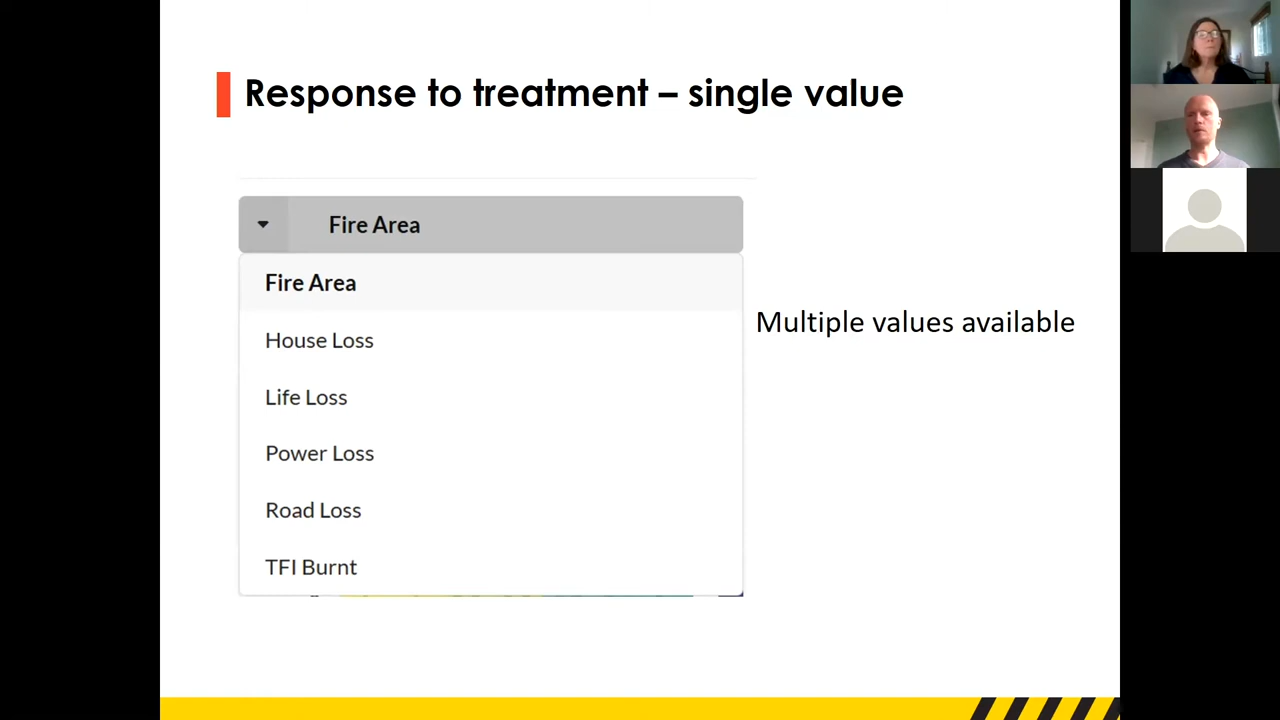 Response to treatment – single value
Fire Area
Fire Area
House Loss
Multiple values available
Life Loss
Power Loss
Road Loss
TFI Burnt